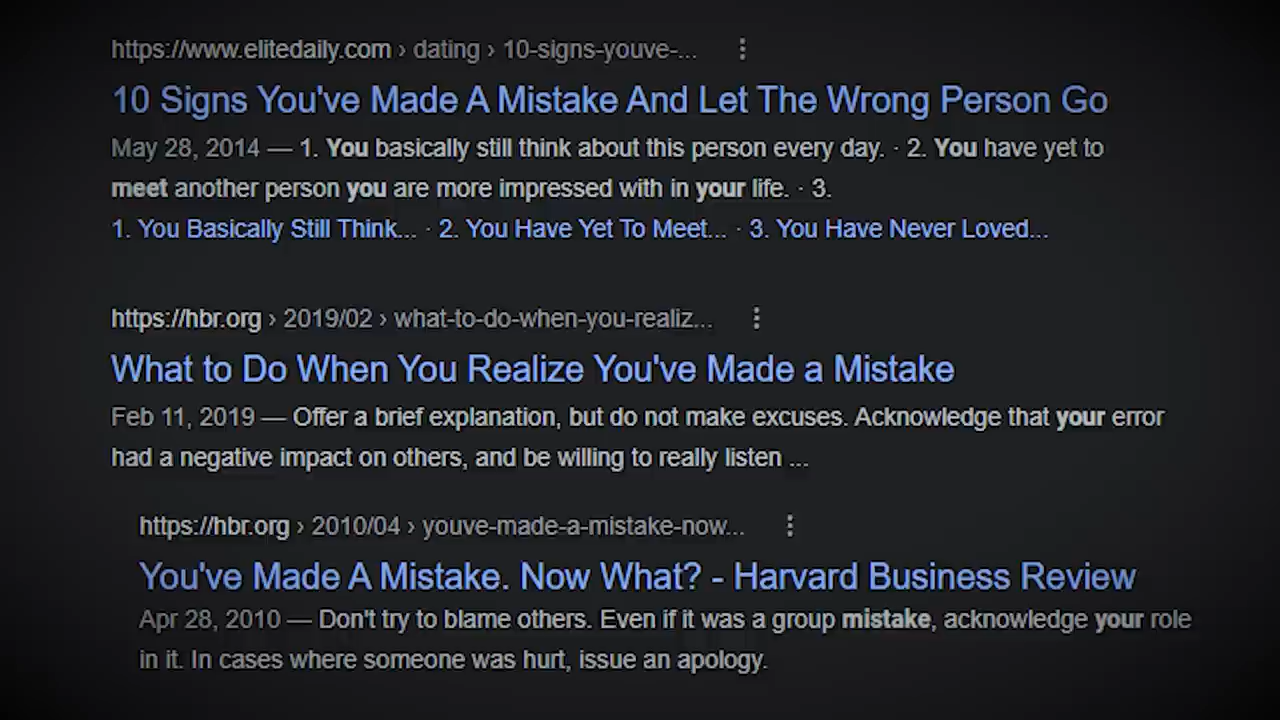 https://www.elitedaily.com › dating › 10-signs-youve-...
10 Signs You've Made A Mistake And Let The Wrong Person Go
May 28, 2014 — 1. You basically still think about this person every day. · 2. You have yet to
meet another person you are more impressed with in your life. · 3.
1. You Basically Still Think... · 2. You Have Yet To Meet... · 3. You Have Never Loved...
https://hbr.org › 2019/02 › what-to-do-when-you-realiz...
What to Do When You Realize You've Made a Mistake
Feb 11, 2019 — Offer a brief explanation, but do not make excuses. Acknowledge that your error
had a negative impact on others, and be willing to really listen ...
https://hbr.org › 2010/04 › youve-made-a-mistake-now...
You've Made A Mistake. Now What? - Harvard Business Review
Apr 28, 2010 — Don't try to blame others. Even if it was a group mistake, acknowledge your role
in it. In cases where someone was hurt, issue an apology.